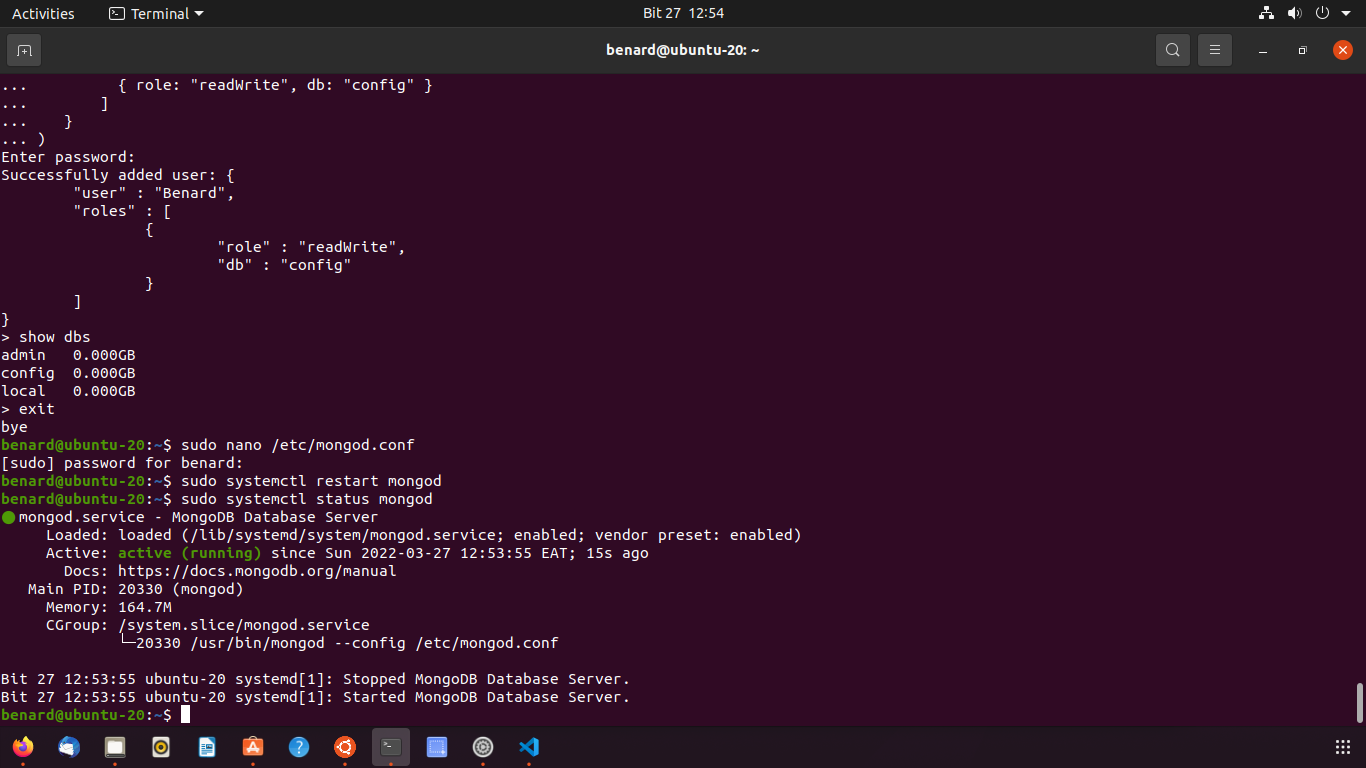 Activities Terminal Bit 27 12:54
benard@ubuntu-20: ~
...          { role: "readWrite", db: "config" }
...        ]
...    }
... )
Enter password:
Successfully added user: {
        "user" : "Benard",
        "roles" : [
                {
                        "role" : "readWrite",
                        "db" : "config"
                }
        ]
}
> show dbs
admin   0.000GB
config  0.000GB
local   0.000GB
> exit
bye
benard@ubuntu-20:~$ sudo nano /etc/mongod.conf
[sudo] password for benard:
benard@ubuntu-20:~$ sudo systemctl restart mongod
benard@ubuntu-20:~$ sudo systemctl status mongod
● mongod.service - MongoDB Database Server
     Loaded: loaded (/lib/systemd/system/mongod.service; enabled; vendor preset: enabled)
     Active: active (running) since Sun 2022-03-27 12:53:55 EAT; 15s ago
       Docs: https://docs.mongodb.org/manual
   Main PID: 20330 (mongod)
     Memory: 164.7M
     CGroup: /system.slice/mongod.service
             └─20330 /usr/bin/mongod --config /etc/mongod.conf

Bit 27 12:53:55 ubuntu-20 systemd[1]: Stopped MongoDB Database Server.
Bit 27 12:53:55 ubuntu-20 systemd[1]: Started MongoDB Database Server.
benard@ubuntu-20:~$